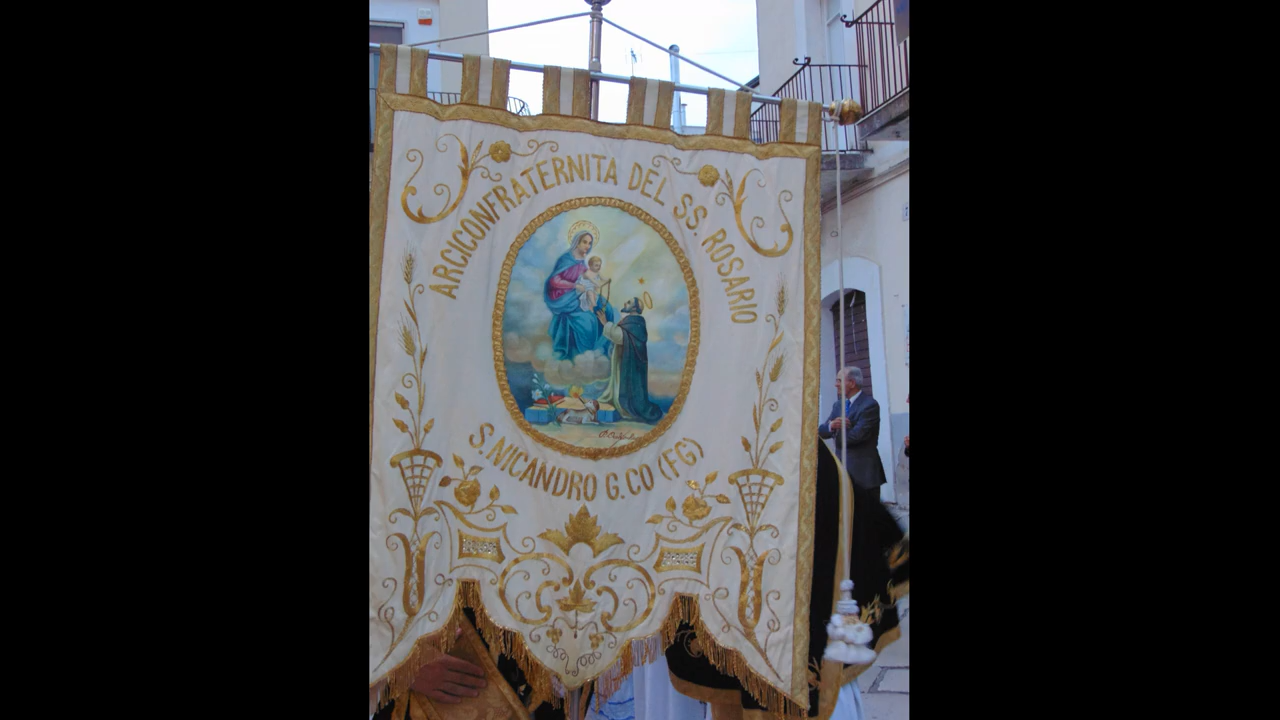 ARCICONFRATERNITA DEL SS. ROSARIO
S. NICANDRO G.CO (FG)